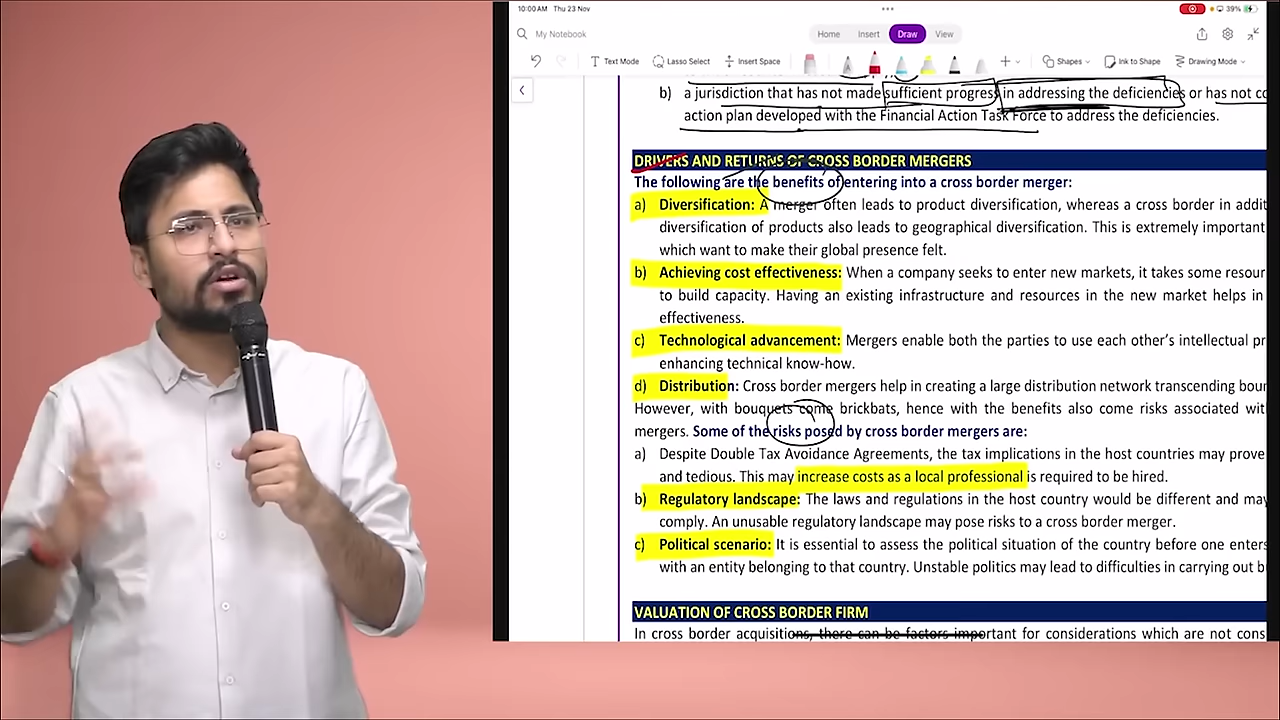 10:00 AM Thu 23 Nov
39%
My Notebook
Home Insert Draw View
Text Mode Lasso Select Insert Space Shapes Ink to Shape Drawing Mode
b) a jurisdiction that has not made sufficient progress in addressing the deficiencies or has not
action plan developed with the Financial Action Task Force to address the deficiencies.
DRIVERS AND RETURNS OF CROSS BORDER MERGERS
The following are the benefits of entering into a cross border merger:
a) Diversification: A merger often leads to product diversification, whereas a cross border in
diversification of products also leads to geographical diversification. This is extremely important
which want to make their global presence felt.
b) Achieving cost effectiveness: When a company seeks to enter new markets, it takes some
to build capacity. Having an existing infrastructure and resources in the new market helps in
effectiveness.
c) Technological advancement: Mergers enable both the parties to use each other's intellectual
enhancing technical know-how.
d) Distribution: Cross border mergers help in creating a large distribution network transcending
However, with bouquets come brickbats, hence with the benefits also come risks associated
mergers. Some of the risks posed by cross border mergers are:
a) Despite Double Tax Avoidance Agreements, the tax implications in the host countries may prove
and tedious. This may increase costs as a local professional is required to be hired.
b) Regulatory landscape: The laws and regulations in the host country would be different and may
comply. An unusable regulatory landscape may pose risks to a cross border merger.
c) Political scenario: It is essential to assess the political situation of the country before one enters
with an entity belonging to that country. Unstable politics may lead to difficulties in carrying out
VALUATION OF CROSS BORDER FIRM
In cross border acquisitions, there can be factors important for considerations which are not